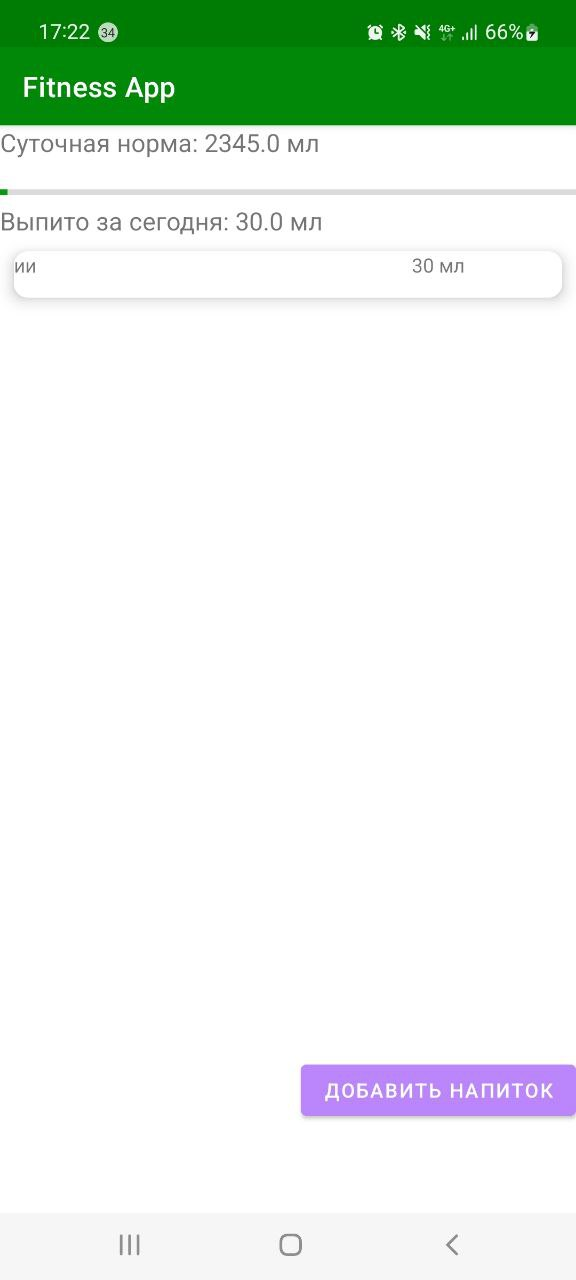 17:22 34 4G+ 66%
Fitness App
Суточная норма: 2345.0 мл
Выпито за сегодня: 30.0 мл
ии 30 мл
ДОБАВИТЬ НАПИТОК